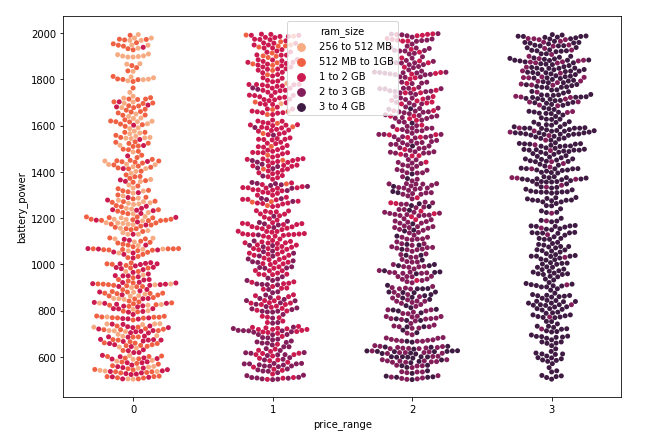 2000
1800
1600
1400
1200
1000
800
600
battery_power
ram_size
256 to 512 MB
512 MB to 1GB
1 to 2 GB
2 to 3 GB
3 to 4 GB
0
1
2
3
price_range